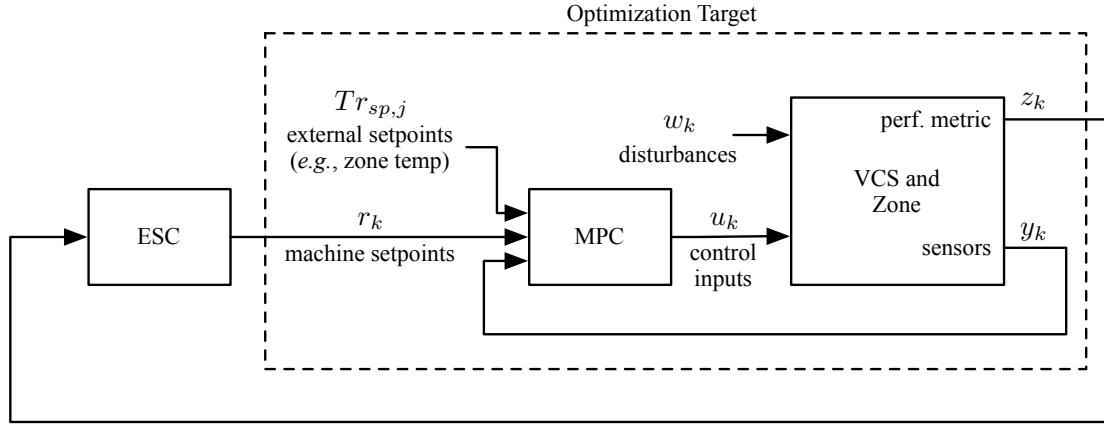 Optimization Target
Tr_{sp,j}
external setpoints
(e.g., zone temp)
w_k
disturbances
perf. metric
z_k
VCS and
Zone
ESC
r_k
machine setpoints
MPC
u_k
control
inputs
sensors
y_k